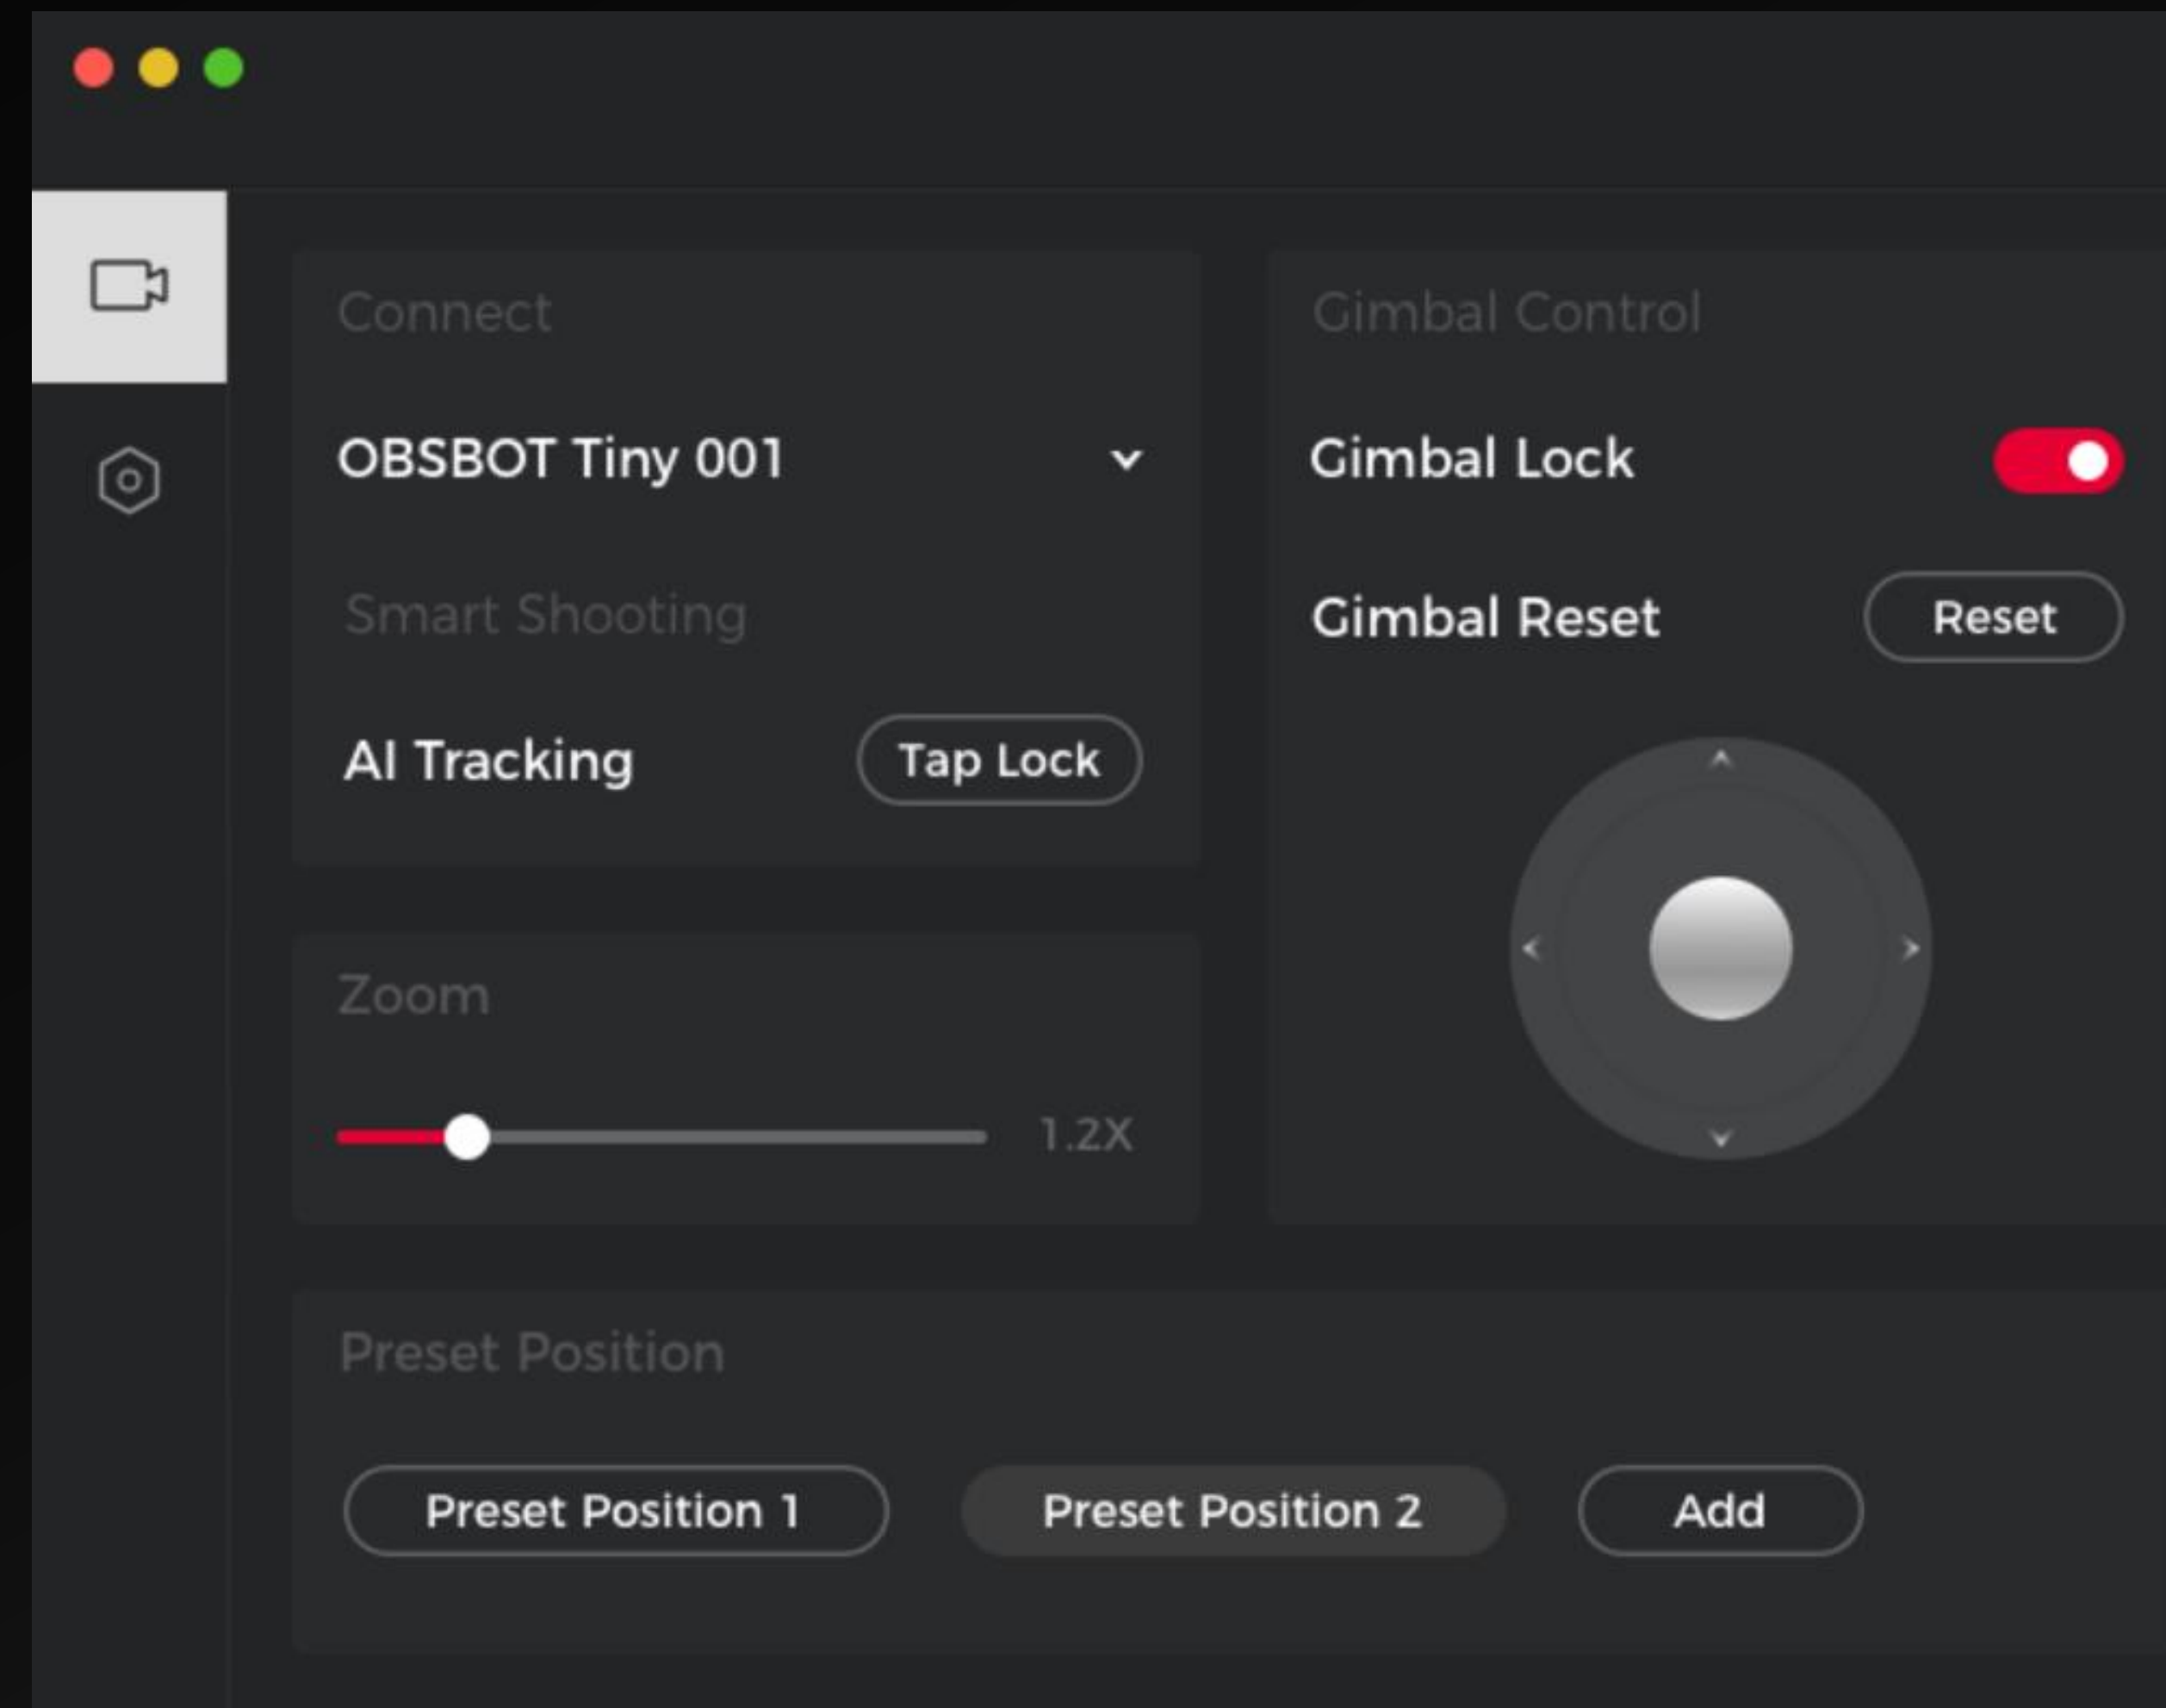 Connect
OBSBOT Tiny 001
Smart Shooting
AI Tracking
Tap Lock
Zoom
1.2X
Gimbal Control
Gimbal Lock
Gimbal Reset
Reset
Preset Position
Preset Position 1
Preset Position 2
Add